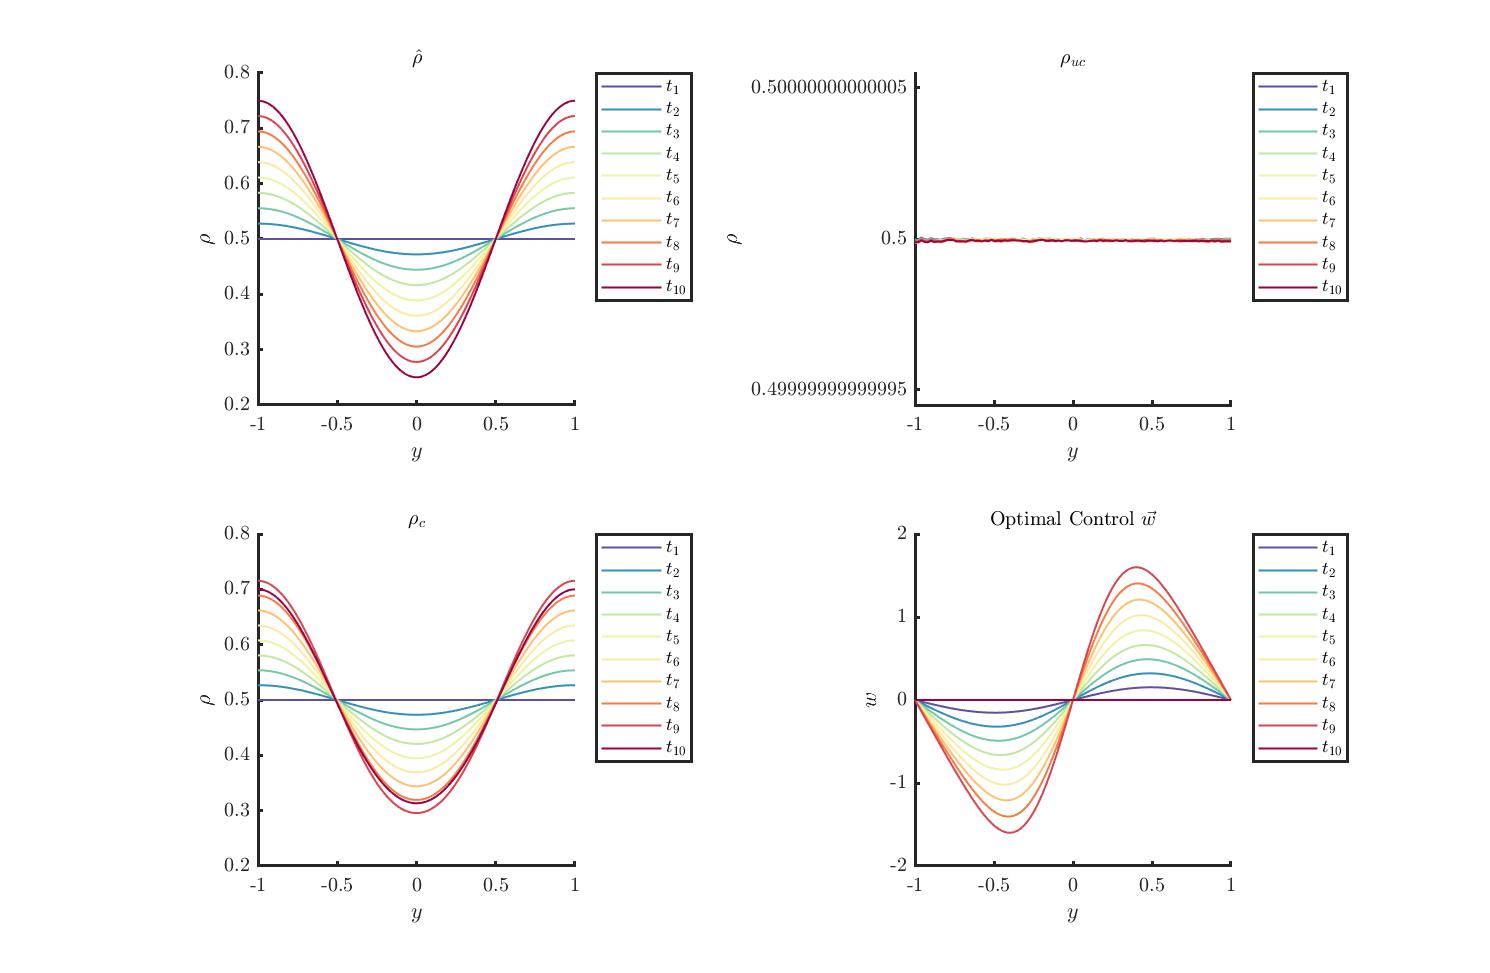 ρ̂
0.8
0.7
0.6
0.5
0.4
0.3
0.2
ρ
-1 -0.5 0 0.5 1
y
t₁
t₂
t₃
t₄
t₅
t₆
t₇
t₈
t₉
t₁₀
ρ_uc
0.50000000000005
0.5
0.49999999999995
ρ
-1 -0.5 0 0.5 1
y
t₁
t₂
t₃
t₄
t₅
t₆
t₇
t₈
t₉
t₁₀
ρ_c
0.8
0.7
0.6
0.5
0.4
0.3
0.2
ρ
-1 -0.5 0 0.5 1
y
t₁
t₂
t₃
t₄
t₅
t₆
t₇
t₈
t₉
t₁₀
Optimal Control w⃗
2
1
0
-1
-2
w
-1 -0.5 0 0.5 1
y
t₁
t₂
t₃
t₄
t₅
t₆
t₇
t₈
t₉
t₁₀